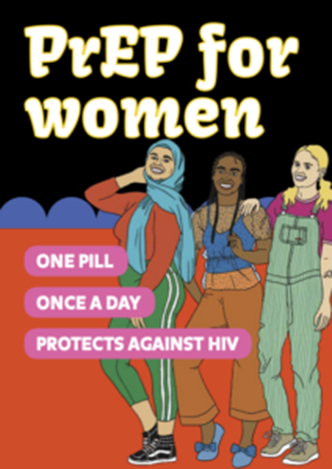 PrEP for
women
ONE PILL
ONCE A DAY
PROTECTS AGAINST HIV